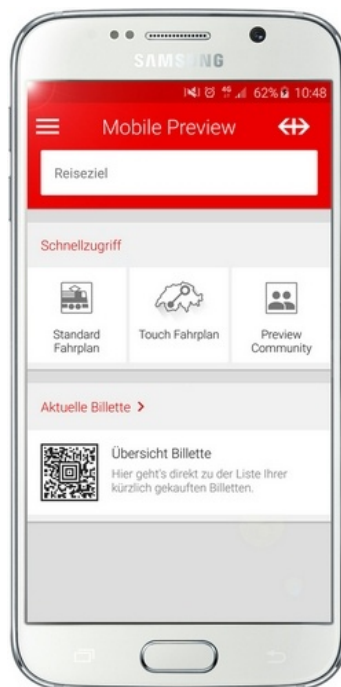 SAMSUNG
4G 62% 10:48
Mobile Preview
Reiseziel
Schnellzugriff
Standard
Fahrplan
Touch Fahrplan
Preview
Community
Aktuelle Billette >
Übersicht Billette
Hier geht's direkt zu der Liste Ihrer
kürzlich gekauften Billetten.